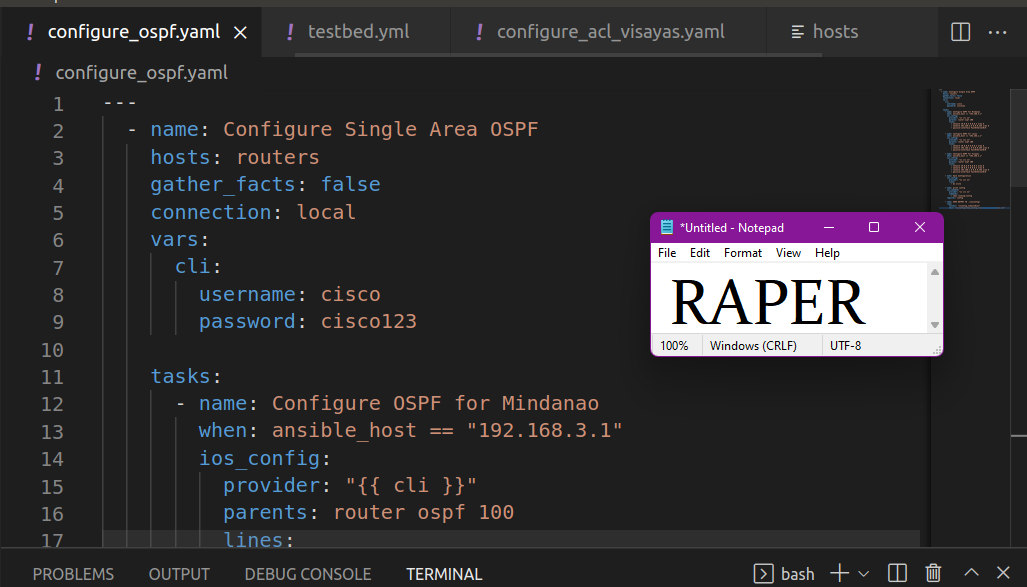 ! configure_ospf.yaml × ! testbed.yml ! configure_acl_visayas.yaml hosts ...
! configure_ospf.yaml
1 ---
2 - name: Configure Single Area OSPF
3 hosts: routers
4 gather_facts: false
5 connection: local
6 vars:
7 cli:
8 username: cisco
9 password: cisco123
10
11 tasks:
12 - name: Configure OSPF for Mindanao
13 when: ansible_host == "192.168.3.1"
14 ios_config:
15 provider: "{{ cli }}"
16 parents: router ospf 100
17 lines:
*Untitled - Notepad
File Edit Format View Help
RAPER
100% Windows (CRLF) UTF-8
PROBLEMS OUTPUT DEBUG CONSOLE TERMINAL bash